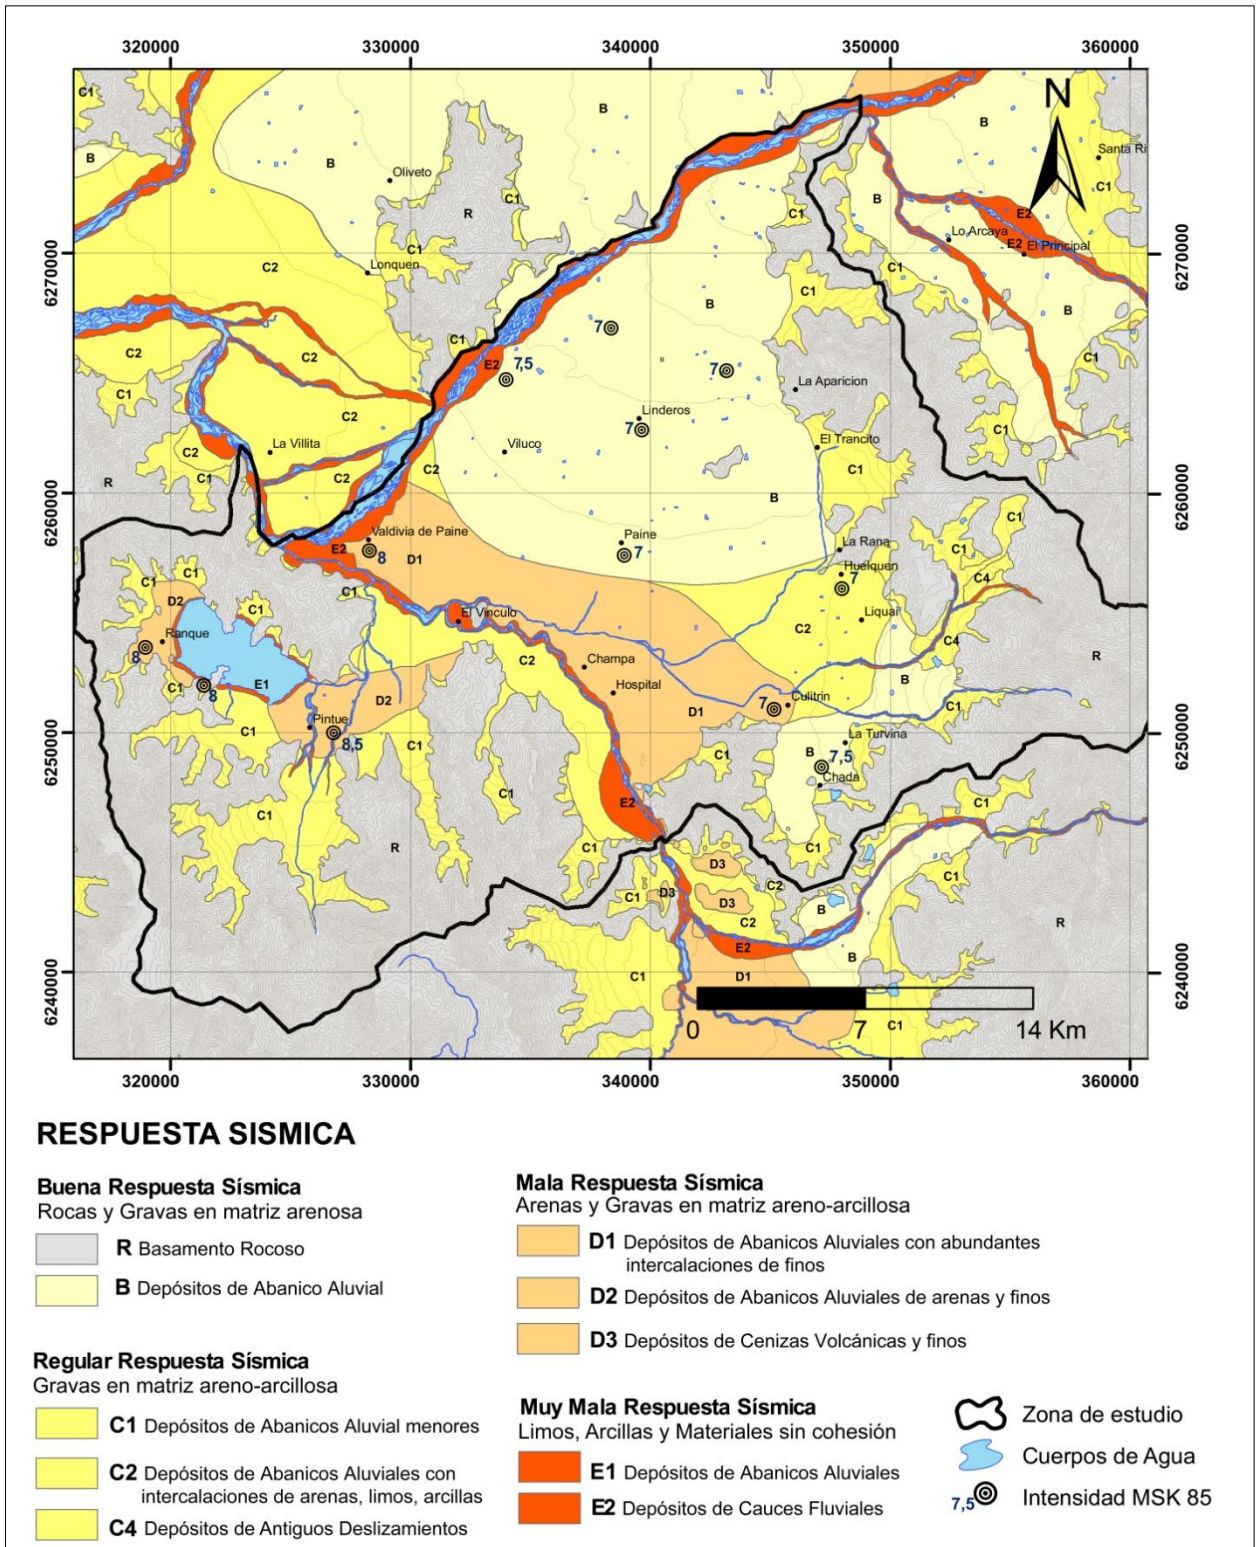 320000 330000 340000 350000 360000
N
C1
B
B
B
B
Oliveto
Santa Ri
C1
C1
R
C1
B
E2
Lo Arcaya
E2 El Principal
C1
C2
Lonquen
C1
C1
B
B
6270000
6270000
7
C2
C2
C1
E2
7,5
7
C1
C1
La Aparicion
C2
Linderos
7
El Trancito
C1
La Villita
C2
Viluco
C1
C2
C1
C2
C2
R
B
6260000
6260000
Valdivia de Paine
E2
8
D1
Paine
7
La Rana
Huelquen
7
C1
C1
C4
C1
C1
D2
C1
C1
El Vinculo
C2
Liquai
C4
Ranque
8
C2
Champa
R
8
C1
E1
Hospital
B
D2
D1
7
Culitrin
C1
Pintue
8,5
C1
C1
C1
La Turvina
B
7,5
Chada
6250000
6250000
C1
C1
E2
C1
R
C1
C1
D3
C1
D3
C2
D3
C1
B
C2
R
E2
B
C1
D1
6240000
6240000
C1
0 7 14 Km
320000 330000 340000 350000 360000
RESPUESTA SISMICA
Buena Respuesta Sísmica
Rocas y Gravas en matriz arenosa
R Basamento Rocoso
B Depósitos de Abanico Aluvial
Regular Respuesta Sísmica
Gravas en matriz areno-arcillosa
C1 Depósitos de Abanicos Aluvial menores
C2 Depósitos de Abanicos Aluviales con
intercalaciones de arenas, limos, arcillas
C4 Depósitos de Antiguos Deslizamientos
Mala Respuesta Sísmica
Arenas y Gravas en matriz areno-arcillosa
D1 Depósitos de Abanicos Aluviales con abundantes
intercalaciones de finos
D2 Depósitos de Abanicos Aluviales de arenas y finos
D3 Depósitos de Cenizas Volcánicas y finos
Muy Mala Respuesta Sísmica
Limos, Arcillas y Materiales sin cohesión
E1 Depósitos de Abanicos Aluviales
E2 Depósitos de Cauces Fluviales
Zona de estudio
Cuerpos de Agua
7,5 Intensidad MSK 85